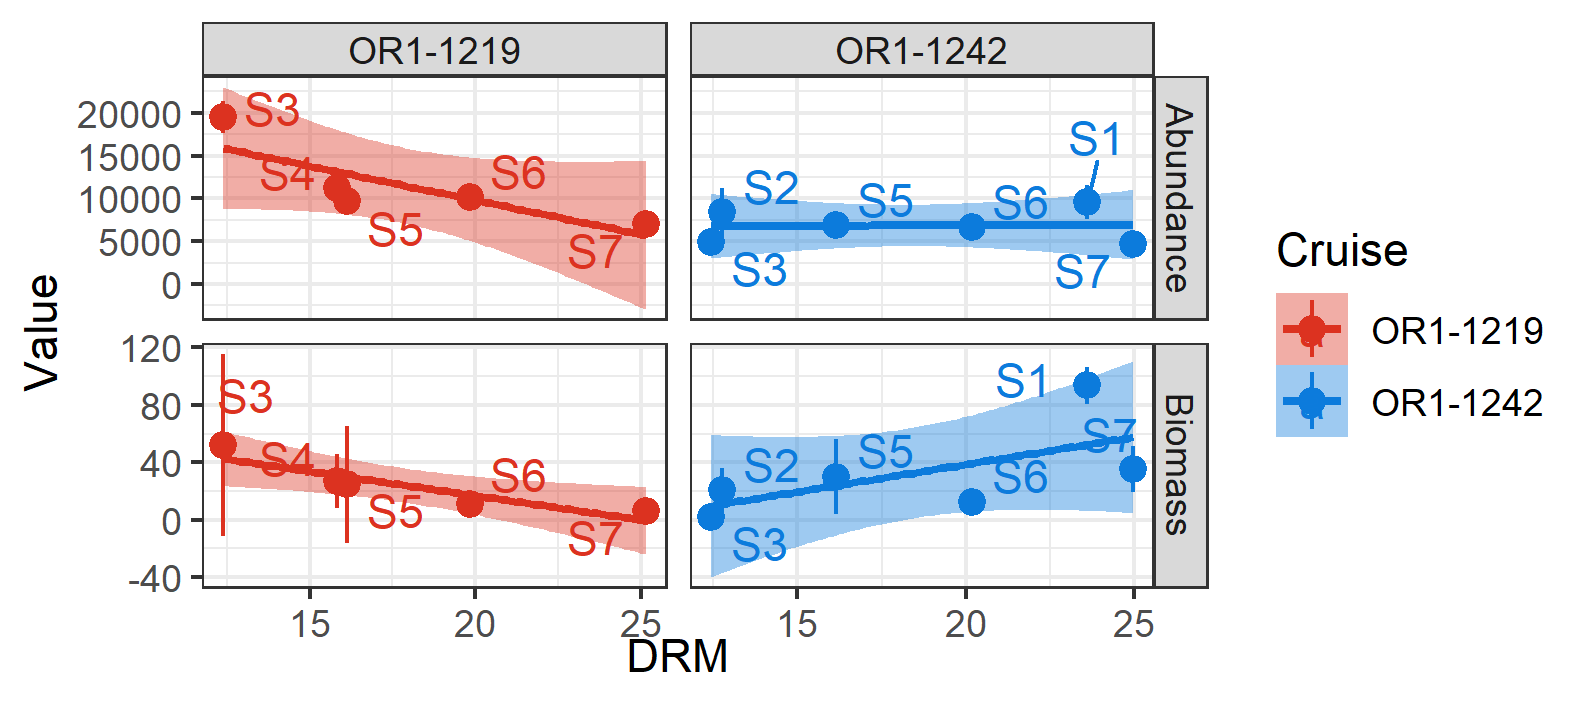 OR1-1219
OR1-1242
20000
15000
10000
5000
0
S3
S4
S5
S6
S7
S1
S2
S5
S6
S3
S7
Abundance
Value
120
80
40
0
-40
S3
S4
S5
S6
S7
S1
S7
S2
S5
S6
S3
Biomass
15
20
25
15
20
25
DRM
Cruise
OR1-1219
OR1-1242